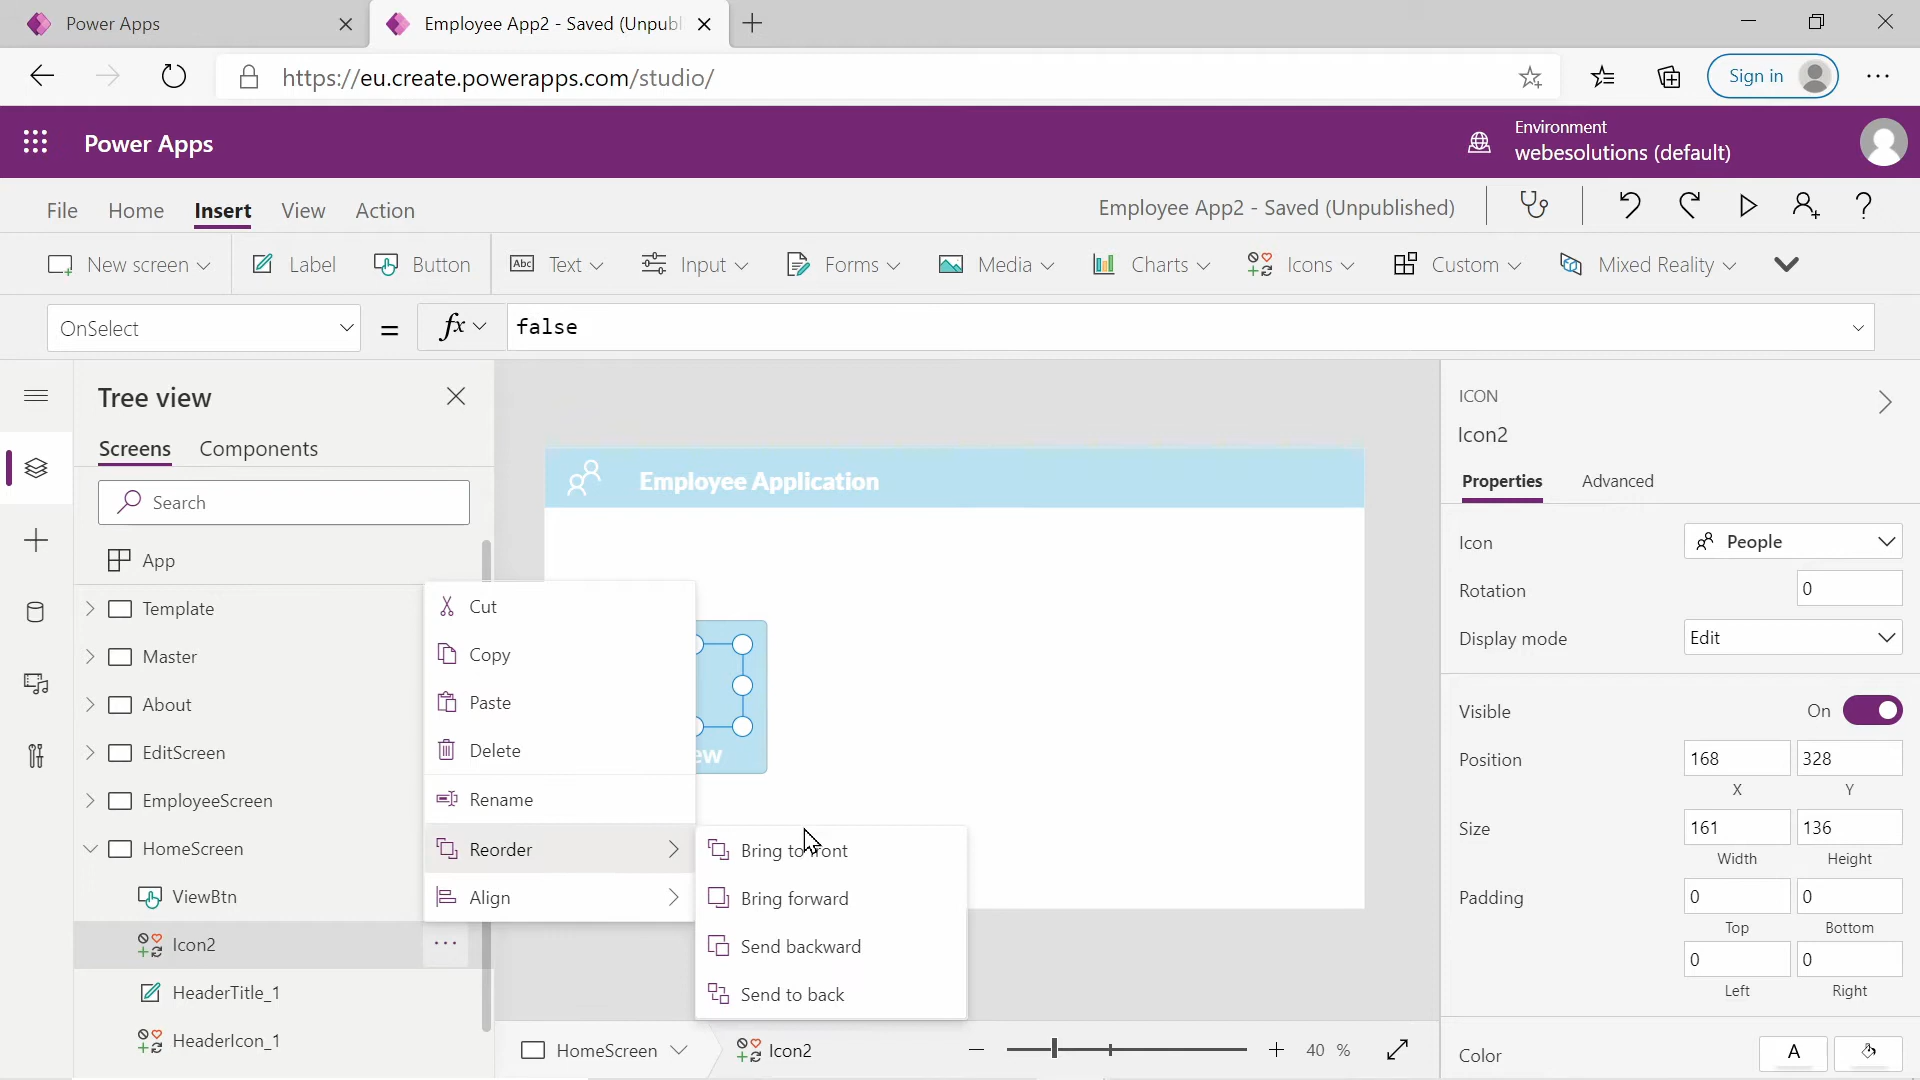 Power Apps
Employee App2 - Saved (Unpubl
https://eu.create.powerapps.com/studio/
Sign in
Power Apps
Environment
webesolutions (default)
File Home Insert View Action
Employee App2 - Saved (Unpublished)
New screen Label Button Abc Text Input Forms Media Charts Icons Custom Mixed Reality
OnSelect = fx false
Tree view
Screens Components
Search
App
Template
Master
About
EditScreen
EmployeeScreen
HomeScreen
ViewBtn
Icon2
HeaderTitle_1
HeaderIcon_1
Cut
Copy
Paste
Delete
Rename
Reorder
Align
Bring to front
Bring forward
Send backward
Send to back
Employee Application
ew
HomeScreen Icon2 40 %
ICON
Icon2
Properties Advanced
Icon People
Rotation 0
Display mode Edit
Visible On
Position 168 328
X Y
Size 161 136
Width Height
Padding 0 0
Top Bottom
0 0
Left Right
Color A